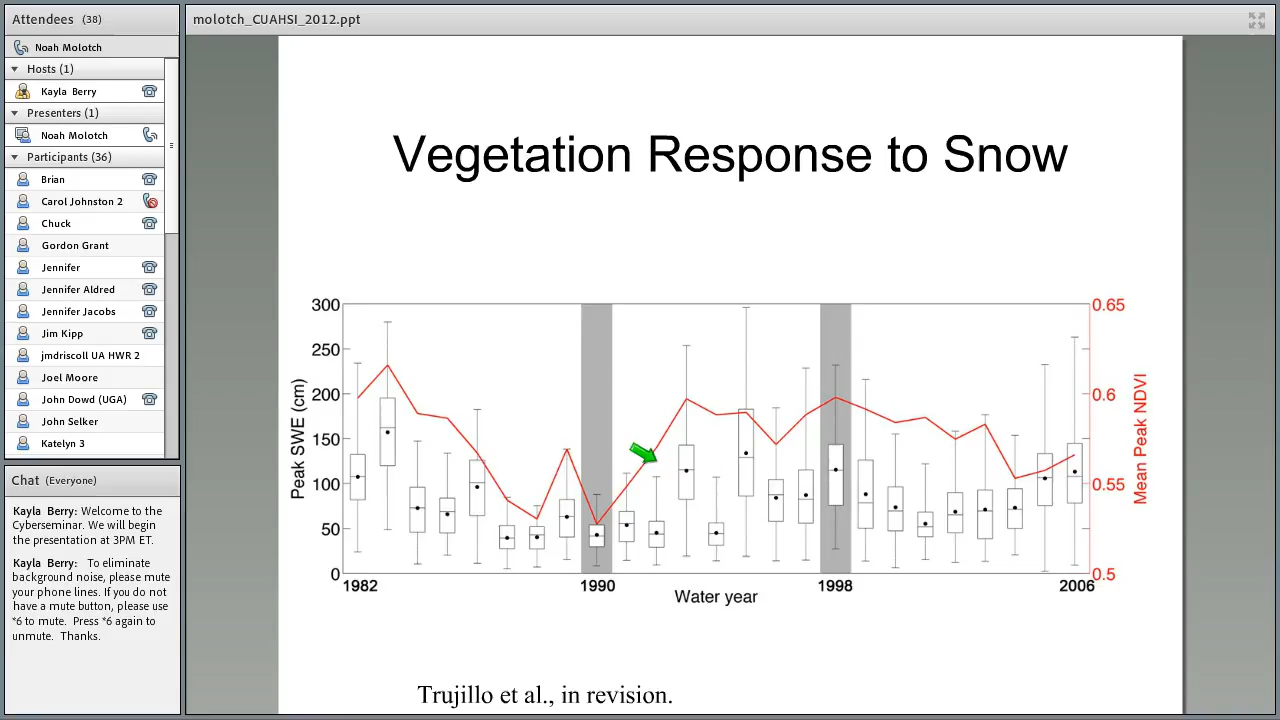 Attendees (38)
Noah Molotch
Hosts (1)
Kayla Berry
Presenters (1)
Noah Molotch
Participants (36)
Brian
Carol Johnston 2
Chuck
Gordon Grant
Jennifer
Jennifer Aldred
Jennifer Jacobs
Jim Kipp
jmdriscoll UA HWR 2
Joel Moore
John Dowd (UGA)
John Selker
Katelyn 3
Chat (Everyone)
Kayla Berry: Welcome to the
Cyberseminar. We will begin
the presentation at 3PM ET.
Kayla Berry: To eliminate
background noise, please mute
your phone lines. If you do not
have a mute button, please use
*6 to mute. Press *6 again to
unmute. Thanks.
molotch_CUAHSI_2012.ppt
Vegetation Response to Snow
Peak SWE (cm)
300
250
200
150
100
50
0
1982
1990
1998
2006
Water year
0.65
0.6
0.55
0.5
Mean Peak NDVI
Trujillo et al., in revision.